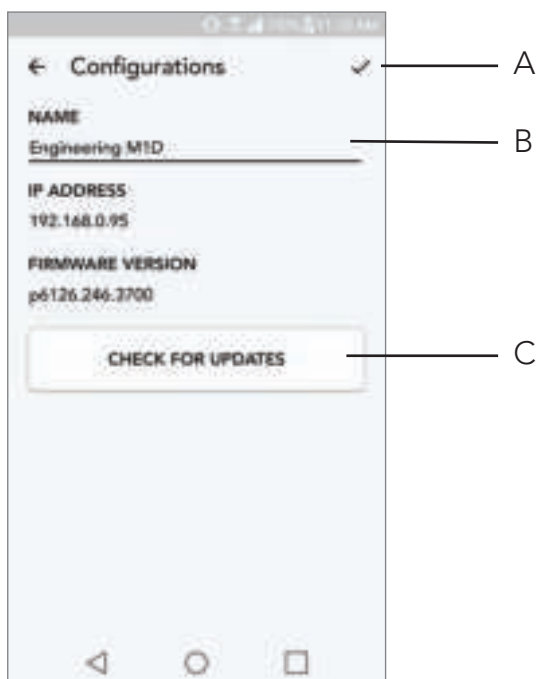 Configurations
A
NAME
B
Engineering M1D
IP ADDRESS
192.168.0.95
FIRMWARE VERSION
p6126.246.3700
CHECK FOR UPDATES
C